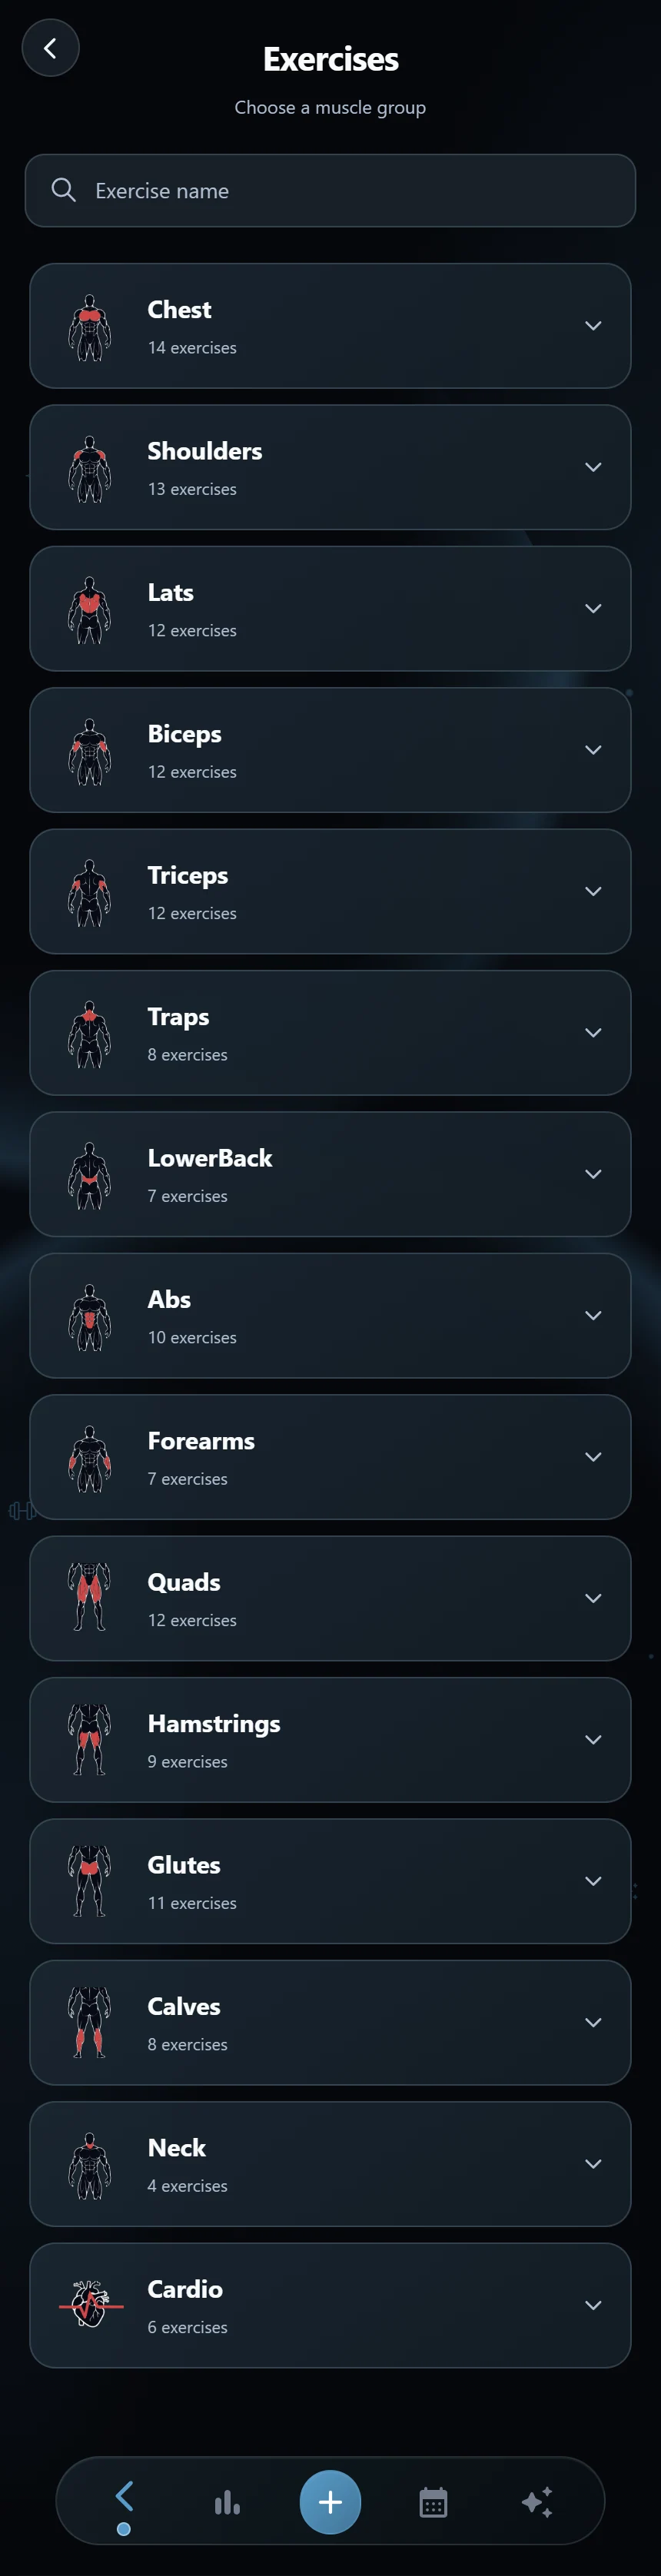 Exercises
Choose a muscle group
Exercise name
Chest
14 exercises
Shoulders
13 exercises
Lats
12 exercises
Biceps
12 exercises
Triceps
12 exercises
Traps
8 exercises
LowerBack
7 exercises
Abs
10 exercises
Forearms
7 exercises
Quads
12 exercises
Hamstrings
9 exercises
Glutes
11 exercises
Calves
8 exercises
Neck
4 exercises
Cardio
6 exercises